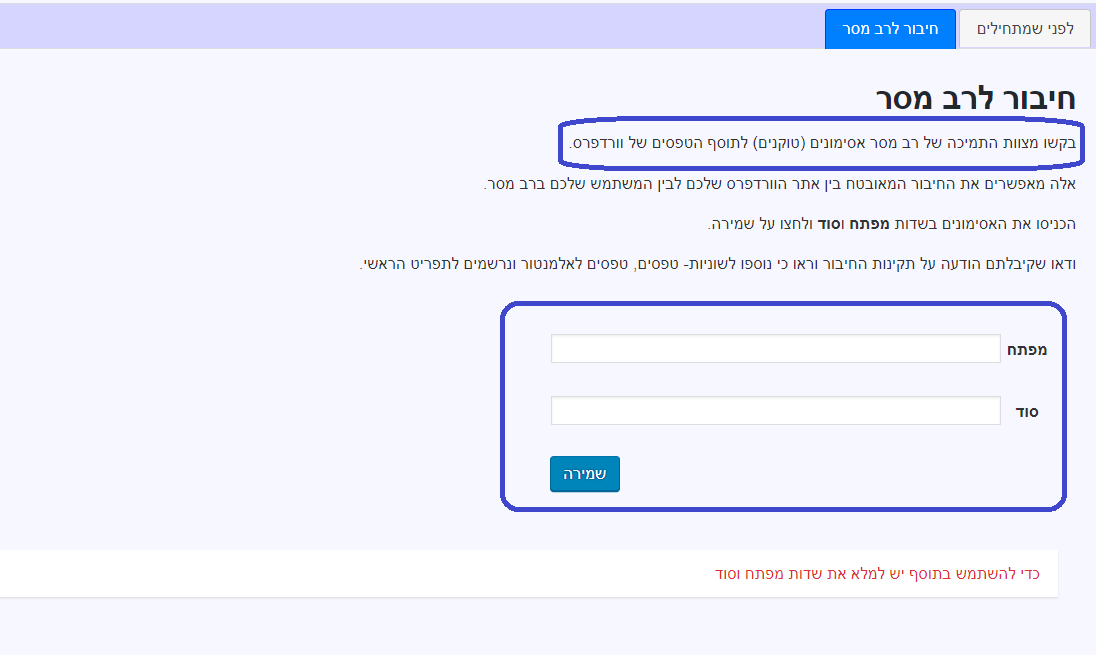 לפני שמתחילים
חיבור לרב מסר
חיבור לרב מסר
בקשו מצוות התמיכה של רב מסר אסימונים (טוקנים) לתוסף הטפסים של וורדפרס.
אלה מאפשרים את החיבור המאובטח בין אתר הוורדפרס שלכם לבין המשתמש שלכם ברב מסר.
הכניסו את האסימונים בשדות מפתח וסוד ולחצו על שמירה.
ודאו שקיבלתם הודעה על תקינות החיבור וראו כי נוספו לשוניות- טפסים, טפסים לאלמנטור ונרשמים לתפריט הראשי.
מפתח
סוד
שמירה
כדי להשתמש בתוסף יש למלא את שדות מפתח וסוד